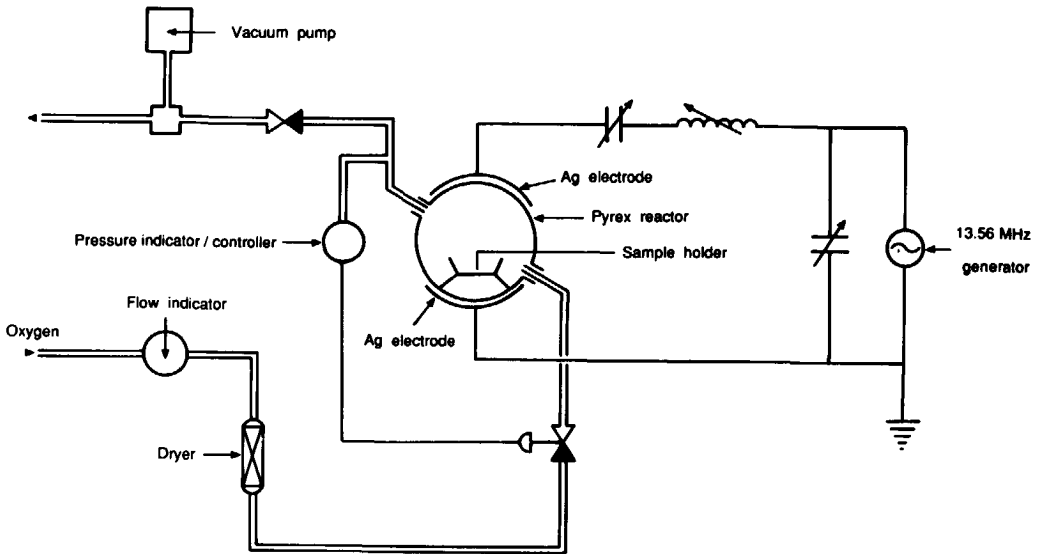 Vacuum pump
Ag electrode
Pyrex reactor
Pressure indicator / controller
Sample holder
13.56 MHz
generator
Flow indicator
Oxygen
Ag electrode
Dryer